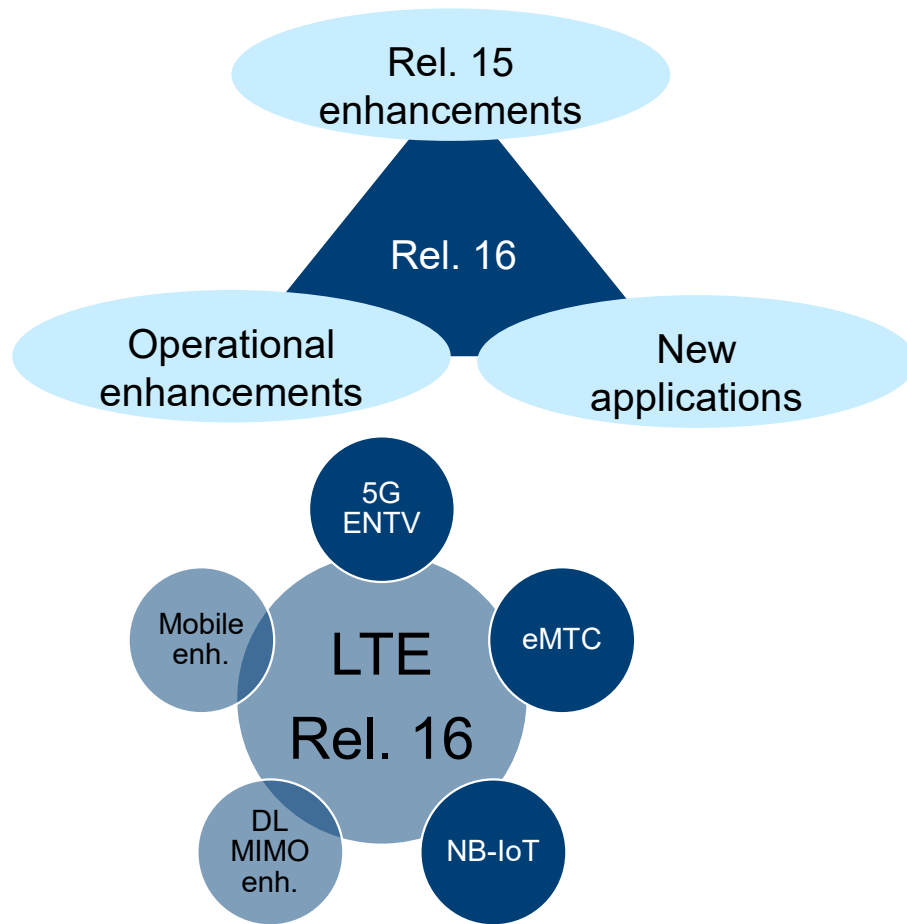 Rel. 15
enhancements
Rel. 16
Operational
enhancements
New
applications
5G
ENTV
Mobile
enh.
LTE
Rel. 16
eMTC
DL
MIMO
enh.
NB-IoT